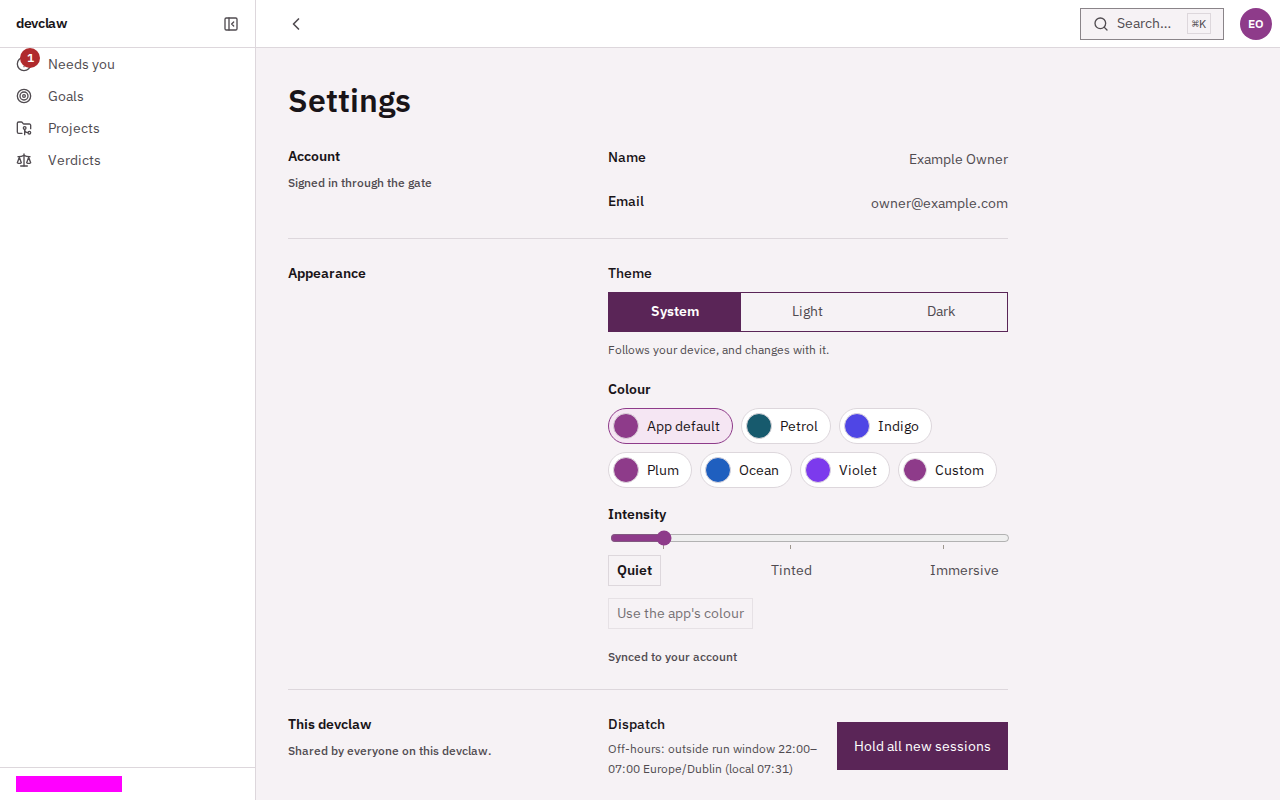 devclaw
Search...
⌘K
EO
1
Needs you
Goals
Projects
Verdicts
Settings
Account
Signed in through the gate
Name
Example Owner
Email
owner@example.com
Appearance
Theme
System
Light
Dark
Follows your device, and changes with it.
Colour
App default
Petrol
Indigo
Plum
Ocean
Violet
Custom
Intensity
Quiet
Tinted
Immersive
Use the app's colour
Synced to your account
This devclaw
Shared by everyone on this devclaw.
Dispatch
Off-hours: outside run window 22:00–
07:00 Europe/Dublin (local 07:31)
Hold all new sessions